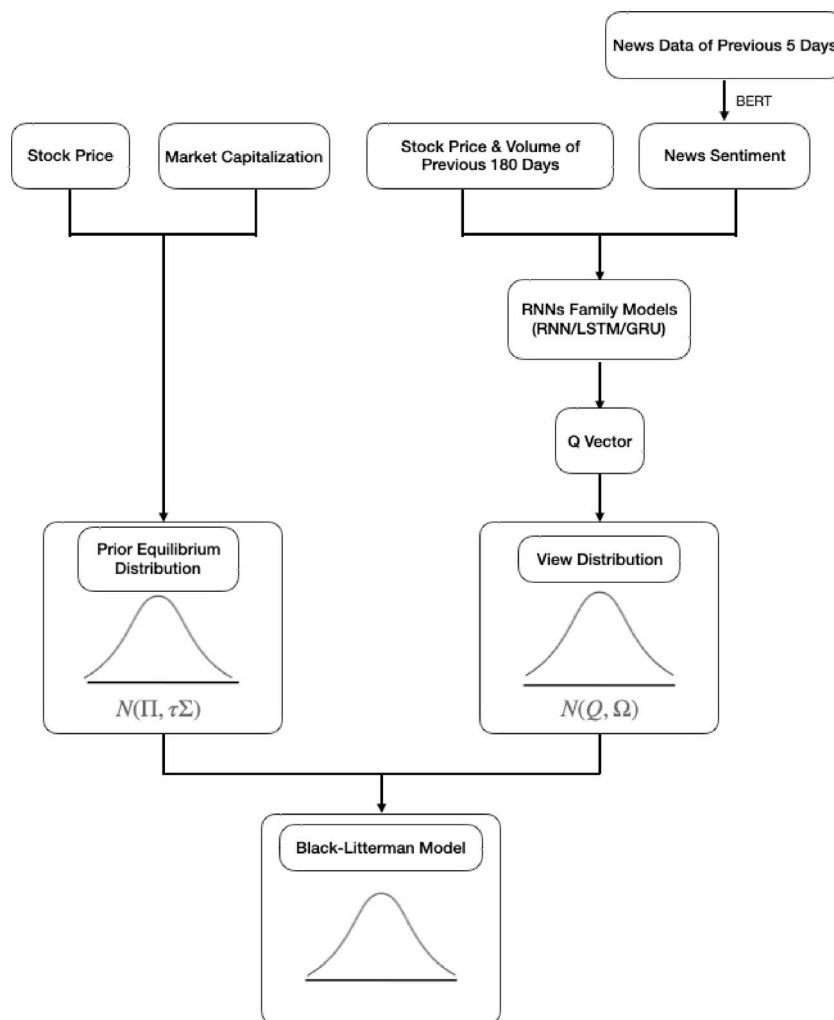 News Data of Previous 5 Days
BERT
Stock Price
Market Capitalization
Stock Price & Volume of
Previous 180 Days
News Sentiment
RNNs Family Models
(RNN/LSTM/GRU)
Q Vector
Prior Equilibrium
Distribution
N(Π, τΣ)
View Distribution
N(Q, Ω)
Black-Litterman Model